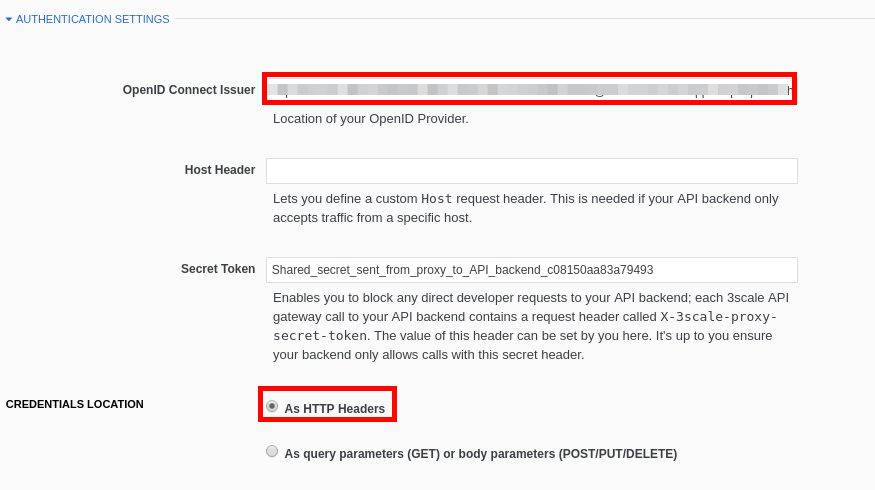 AUTHENTICATION SETTINGS
OpenID Connect Issuer
Location of your OpenID Provider.
Host Header
Lets you define a custom Host request header. This is needed if your API backend only
accepts traffic from a specific host.
Secret Token
Shared_secret_sent_from_proxy_to_API_backend_c08150aa83a79493
Enables you to block any direct developer requests to your API backend; each 3scale API
gateway call to your API backend contains a request header called X-3scale-proxy-
secret-token. The value of this header can be set by you here. It's up to you ensure
your backend only allows calls with this secret header.
CREDENTIALS LOCATION
As HTTP Headers
As query parameters (GET) or body parameters (POST/PUT/DELETE)